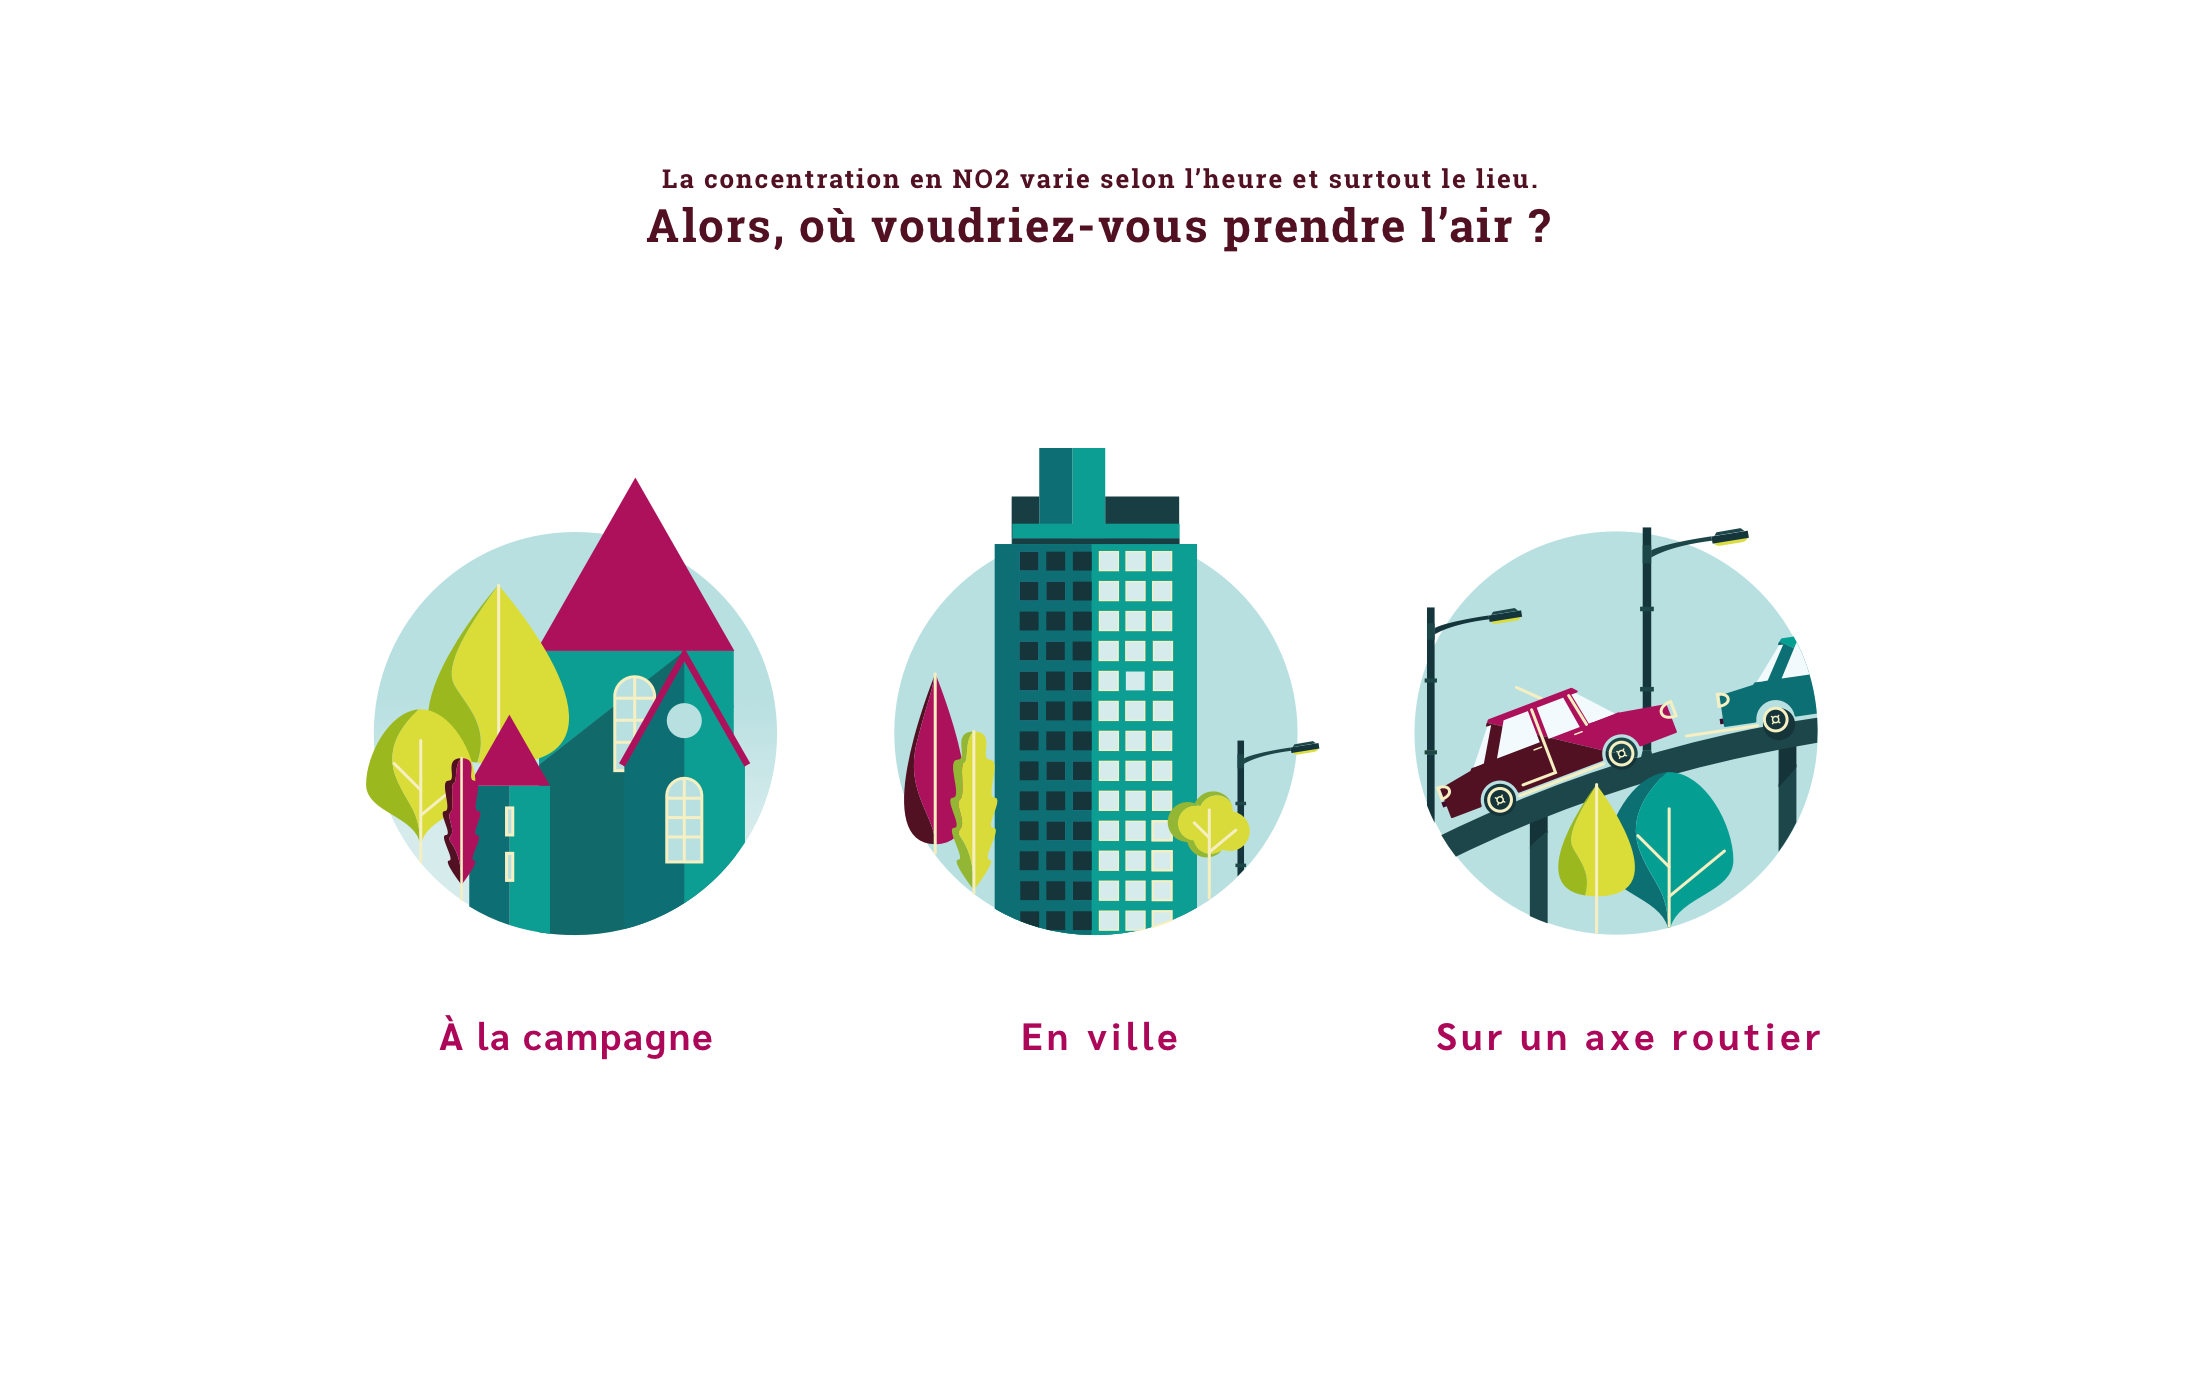 La concentration en NO2 varie selon l’heure et surtout le lieu.
Alors, où voudriez-vous prendre l’air ?
À la campagne
En ville
Sur un axe routier